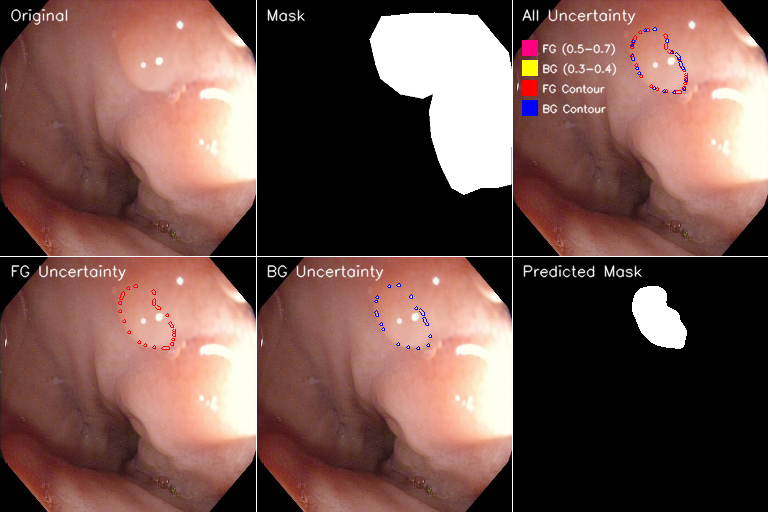 Original
Mask
All Uncertainty
FG (0.5-0.7)
BG (0.3-0.4)
FG Contour
BG Contour
FG Uncertainty
BG Uncertainty
Predicted Mask